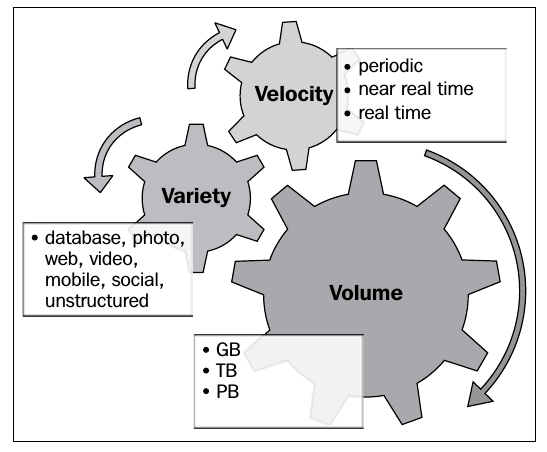 Velocity
• periodic
• near real time
• real time
Variety
• database, photo,
web, video,
mobile, social,
unstructured
Volume
• GB
• TB
• PB